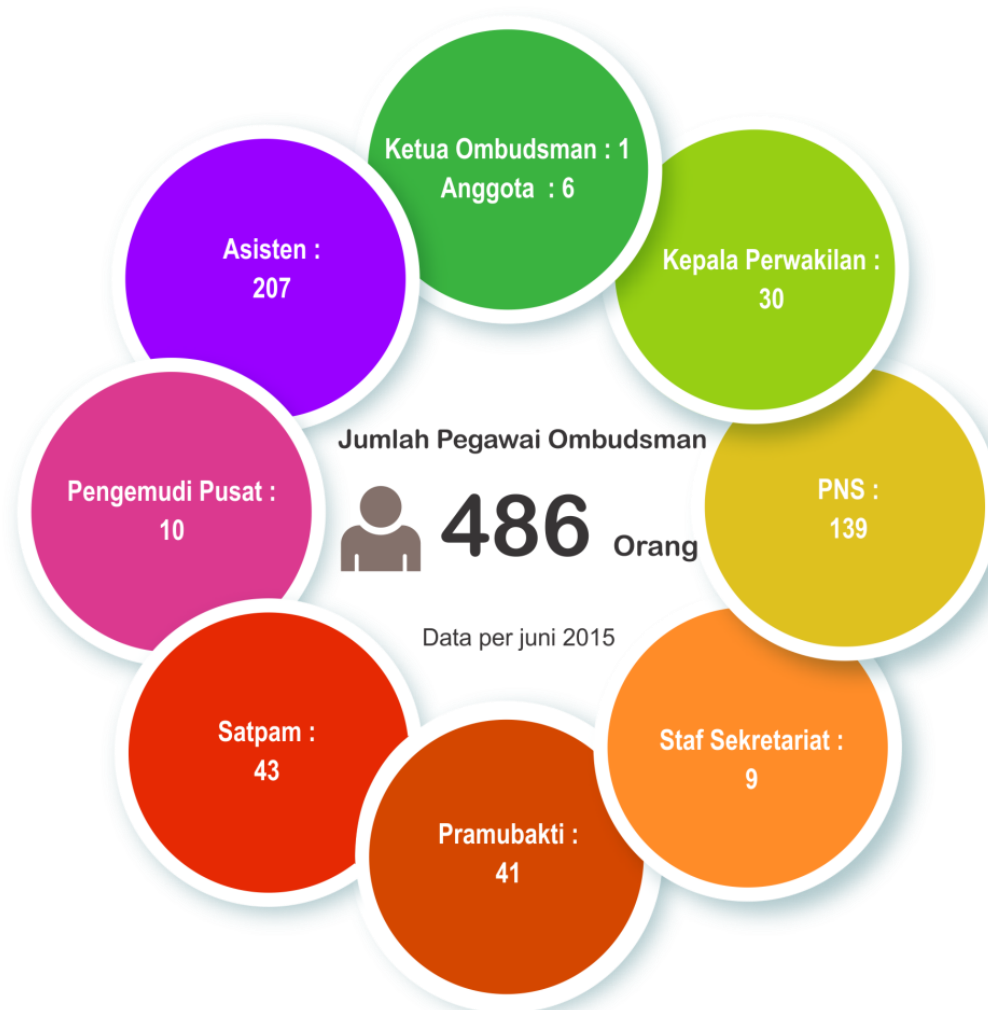 Ketua Ombudsman : 1
Anggota : 6
Kepala Perwakilan :
30
PNS :
139
Staf Sekretariat :
9
Pramubakti :
41
Satpam :
43
Pengemudi Pusat :
10
Asisten :
207
Jumlah Pegawai Ombudsman
486 Orang
Data per juni 2015